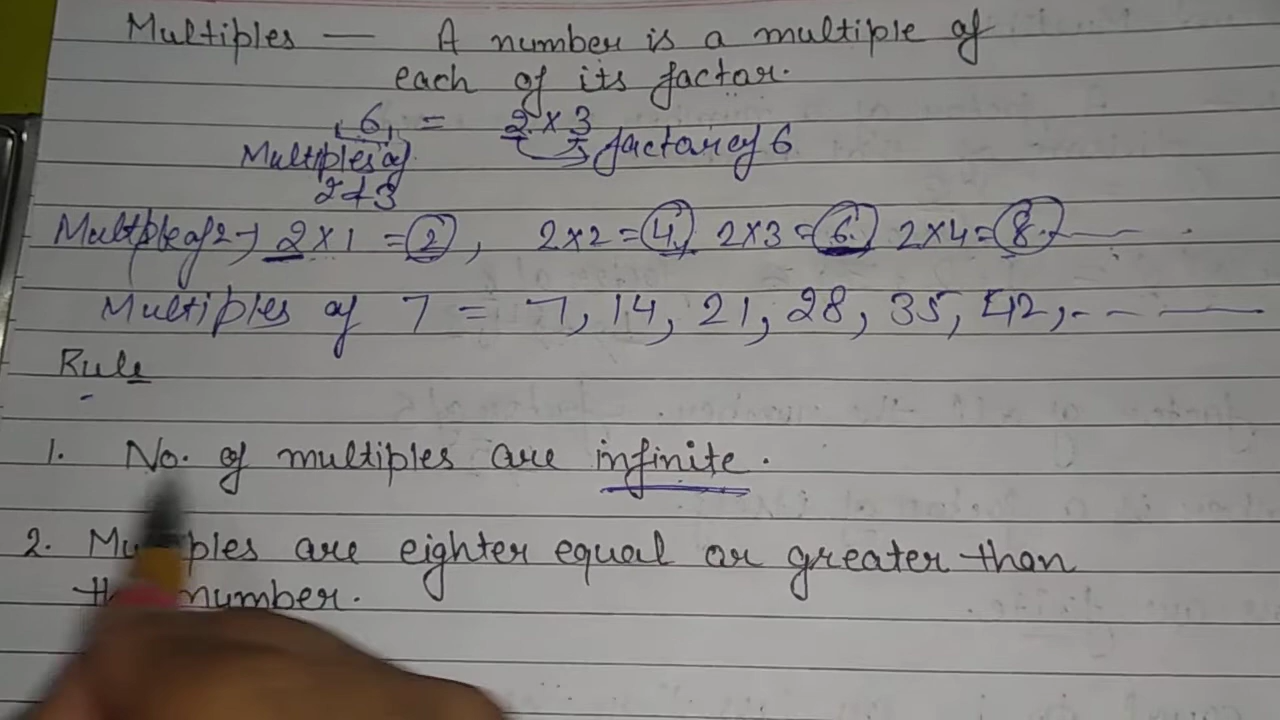 Multiples — A number is a multiple of
each of its factor.
6 = 2 × 3
Multiples of factor of 6
2 & 3
Multiple of 2 → 2×1 = 2, 2×2 = 4, 2×3 = 6, 2×4 = 8,
Multiples of 7 = 7, 14, 21, 28, 35, 42,
Rule
1. No. of multiples are infinite.
2. Multiples are eighter equal or greater than
number.